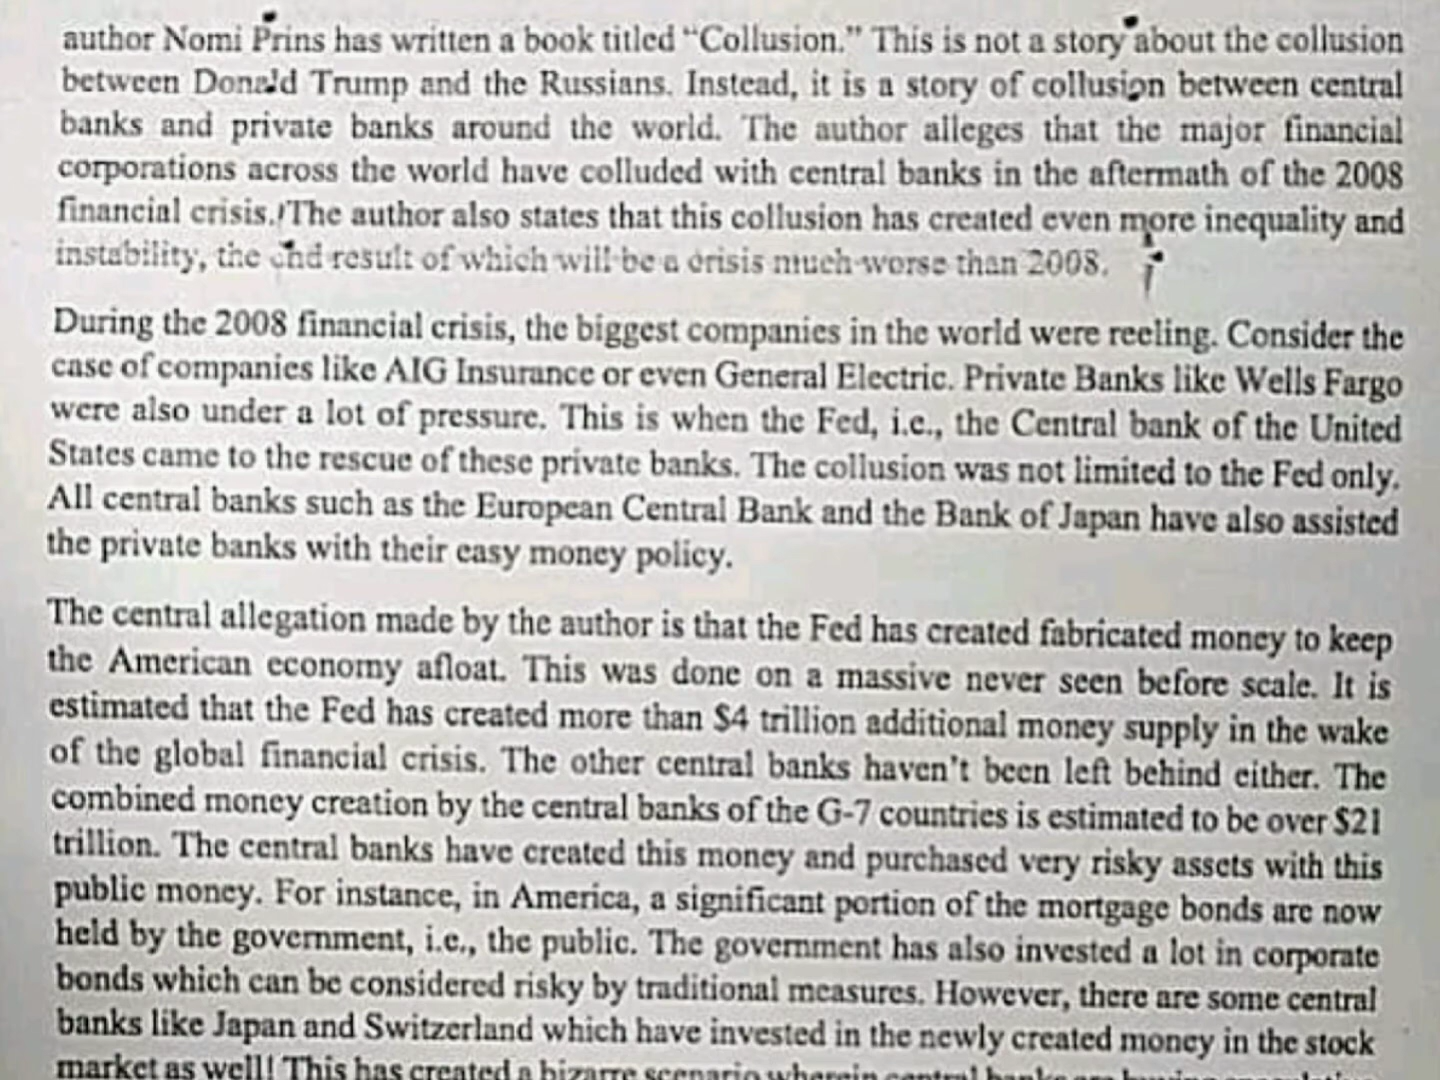 author Nomi Prins has written a book titled “Collusion.” This is not a story about the collusion
between Donald Trump and the Russians. Instead, it is a story of collusion between central
banks and private banks around the world. The author alleges that the major financial
corporations across the world have colluded with central banks in the aftermath of the 2008
financial crisis. The author also states that this collusion has created even more inequality and
instability, the end result of which will be a crisis much worse than 2008.
During the 2008 financial crisis, the biggest companies in the world were reeling. Consider the
case of companies like AIG Insurance or even General Electric. Private Banks like Wells Fargo
were also under a lot of pressure. This is when the Fed, i.e., the Central bank of the United
States came to the rescue of these private banks. The collusion was not limited to the Fed only.
All central banks such as the European Central Bank and the Bank of Japan have also assisted
the private banks with their easy money policy.
The central allegation made by the author is that the Fed has created fabricated money to keep
the American economy afloat. This was done on a massive never seen before scale. It is
estimated that the Fed has created more than $4 trillion additional money supply in the wake
of the global financial crisis. The other central banks haven't been left behind either. The
combined money creation by the central banks of the G-7 countries is estimated to be over $21
trillion. The central banks have created this money and purchased very risky assets with this
public money. For instance, in America, a significant portion of the mortgage bonds are now
held by the government, i.e., the public. The government has also invested a lot in corporate
bonds which can be considered risky by traditional measures. However, there are some central
banks like Japan and Switzerland which have invested in the newly created money in the stock
market as well! This has created a bizarre scenario wherein central banks are